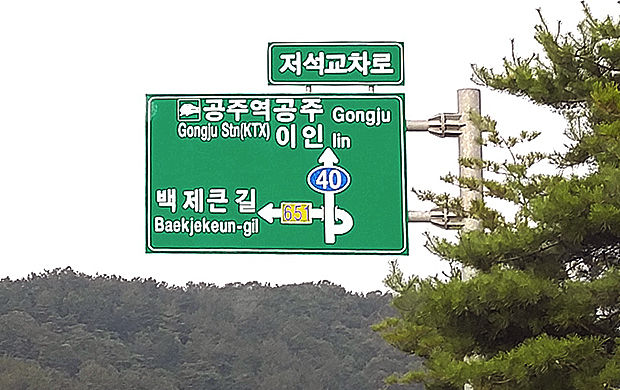 저석교차로
공주역 공주 Gongju
Gongju Stn(KTX) 이인 Iin
40
백제큰길 651
Baekjekeun-gil